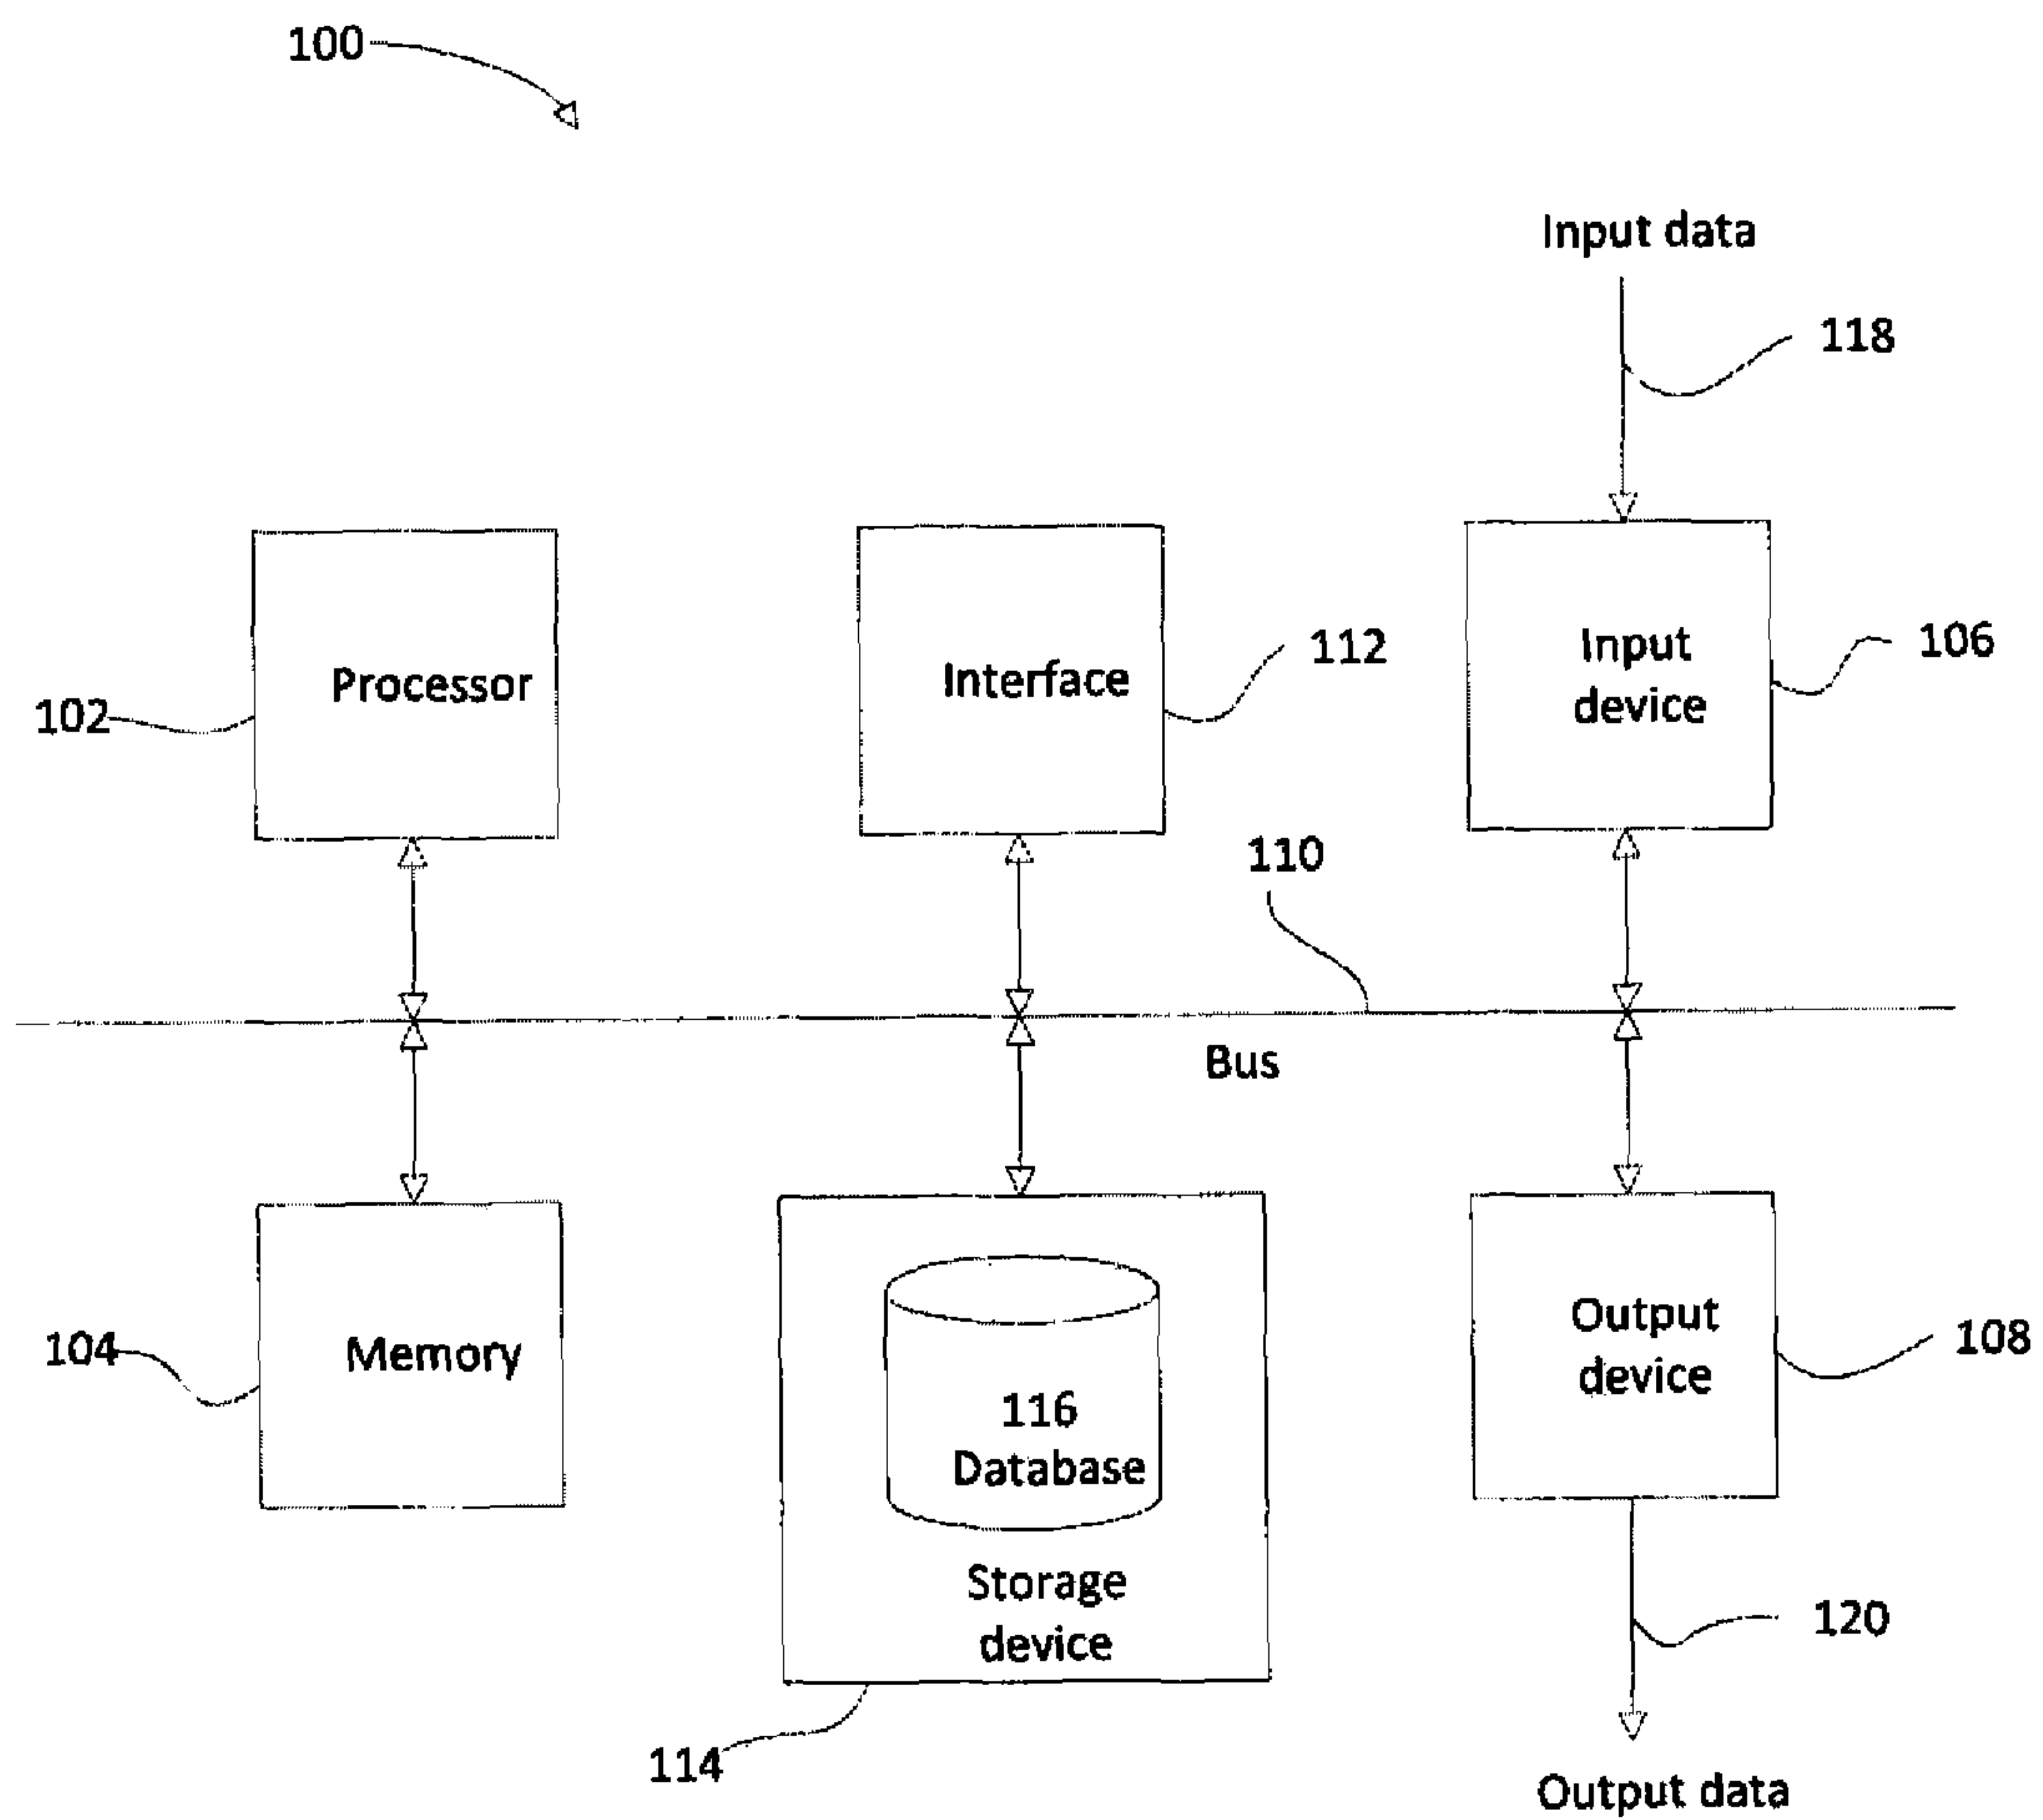 100
Input data
118
Processor
102
Interface
112
Input
device
106
110
Bus
Memory
104
116
Database
Storage
device
114
Output
device
108
120
Output data